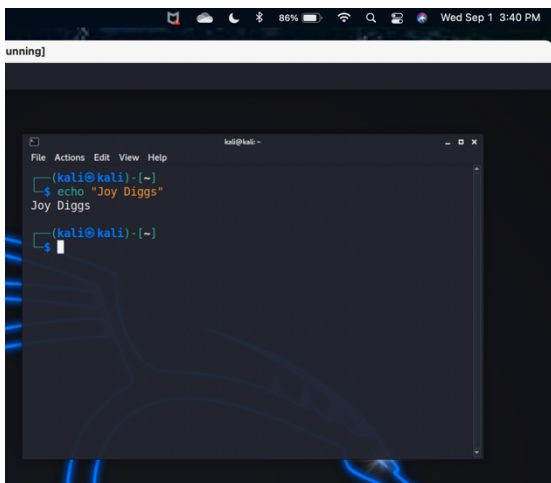 86% Wed Sep 1 3:40 PM
unning]
kali@kali: ~
File Actions Edit View Help
(kali㉿kali)-[~]
$ echo "Joy Diggs"
Joy Diggs
(kali㉿kali)-[~]
$